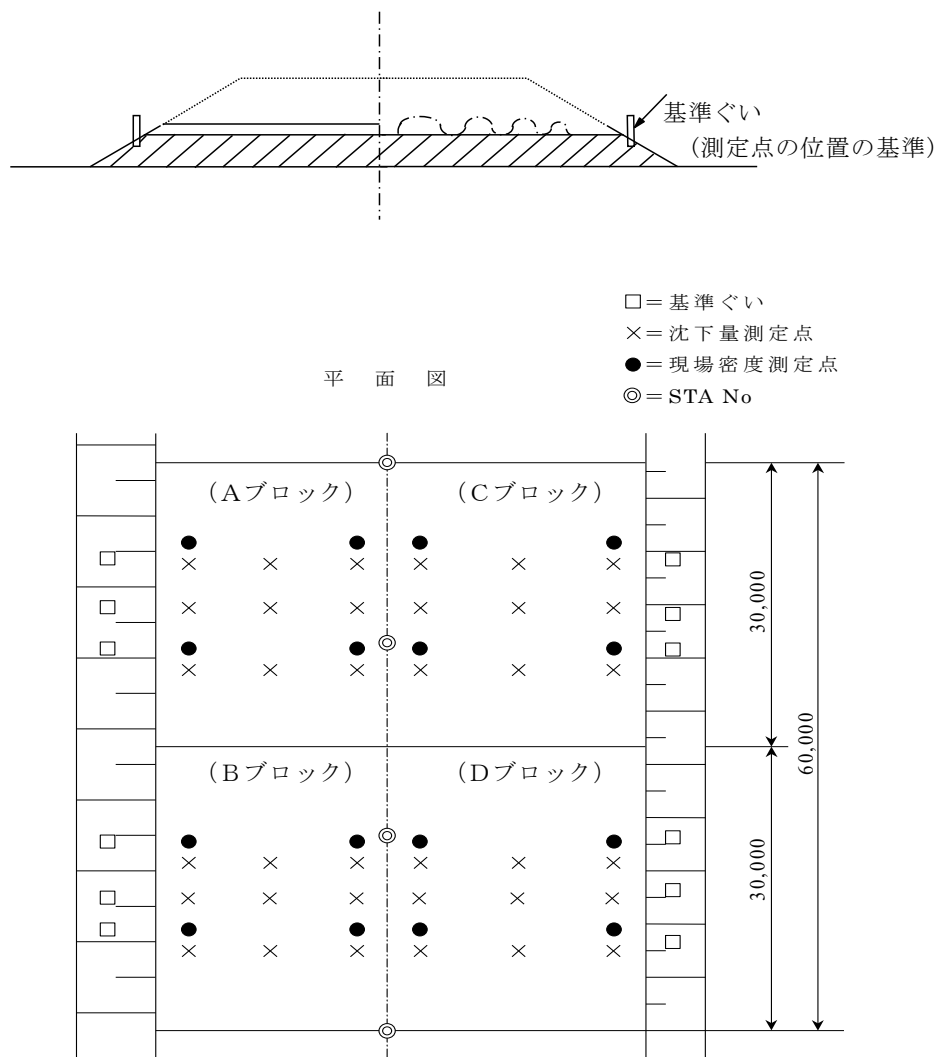 基準ぐい
(測定点の位置の基準)
□＝基準ぐい
×＝沈下量測定点
●＝現場密度測定点
◎＝STA No
平面図
（Aブロック）
（Cブロック）
30,000
60,000
（Bブロック）
（Dブロック）
30,000